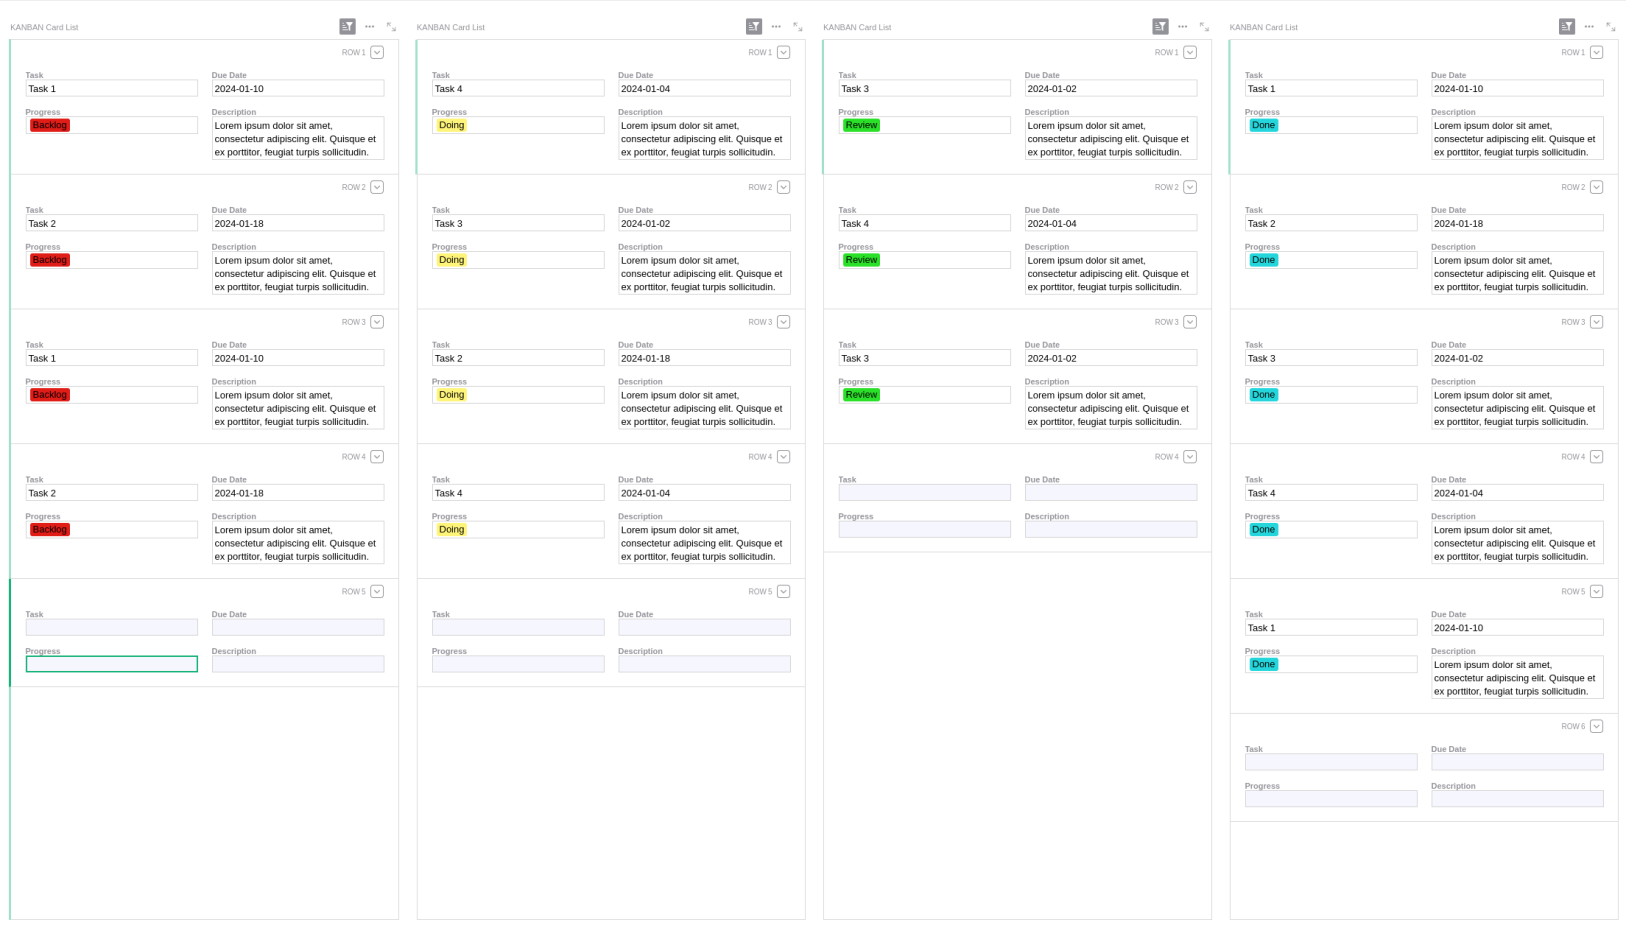 KANBAN Card List
ROW 1
Task
Due Date
Task 1
2024-01-10
Progress
Description
Backlog
Lorem ipsum dolor sit amet,
consectetur adipiscing elit. Quisque et
ex porttitor, feugiat turpis sollicitudin.
ROW 2
Task
Due Date
Task 2
2024-01-18
Progress
Description
Backlog
Lorem ipsum dolor sit amet,
consectetur adipiscing elit. Quisque et
ex porttitor, feugiat turpis sollicitudin.
ROW 3
Task
Due Date
Task 1
2024-01-10
Progress
Description
Backlog
Lorem ipsum dolor sit amet,
consectetur adipiscing elit. Quisque et
ex porttitor, feugiat turpis sollicitudin.
ROW 4
Task
Due Date
Task 2
2024-01-18
Progress
Description
Backlog
Lorem ipsum dolor sit amet,
consectetur adipiscing elit. Quisque et
ex porttitor, feugiat turpis sollicitudin.
ROW 5
Task
Due Date
Progress
Description
KANBAN Card List
ROW 1
Task
Due Date
Task 4
2024-01-04
Progress
Description
Doing
Lorem ipsum dolor sit amet,
consectetur adipiscing elit. Quisque et
ex porttitor, feugiat turpis sollicitudin.
ROW 2
Task
Due Date
Task 3
2024-01-02
Progress
Description
Doing
Lorem ipsum dolor sit amet,
consectetur adipiscing elit. Quisque et
ex porttitor, feugiat turpis sollicitudin.
ROW 3
Task
Due Date
Task 2
2024-01-18
Progress
Description
Doing
Lorem ipsum dolor sit amet,
consectetur adipiscing elit. Quisque et
ex porttitor, feugiat turpis sollicitudin.
ROW 4
Task
Due Date
Task 4
2024-01-04
Progress
Description
Doing
Lorem ipsum dolor sit amet,
consectetur adipiscing elit. Quisque et
ex porttitor, feugiat turpis sollicitudin.
ROW 5
Task
Due Date
Progress
Description
KANBAN Card List
ROW 1
Task
Due Date
Task 3
2024-01-02
Progress
Description
Review
Lorem ipsum dolor sit amet,
consectetur adipiscing elit. Quisque et
ex porttitor, feugiat turpis sollicitudin.
ROW 2
Task
Due Date
Task 4
2024-01-04
Progress
Description
Review
Lorem ipsum dolor sit amet,
consectetur adipiscing elit. Quisque et
ex porttitor, feugiat turpis sollicitudin.
ROW 3
Task
Due Date
Task 3
2024-01-02
Progress
Description
Review
Lorem ipsum dolor sit amet,
consectetur adipiscing elit. Quisque et
ex porttitor, feugiat turpis sollicitudin.
ROW 4
Task
Due Date
Progress
Description
KANBAN Card List
ROW 1
Task
Due Date
Task 1
2024-01-10
Progress
Description
Done
Lorem ipsum dolor sit amet,
consectetur adipiscing elit. Quisque et
ex porttitor, feugiat turpis sollicitudin.
ROW 2
Task
Due Date
Task 2
2024-01-18
Progress
Description
Done
Lorem ipsum dolor sit amet,
consectetur adipiscing elit. Quisque et
ex porttitor, feugiat turpis sollicitudin.
ROW 3
Task
Due Date
Task 3
2024-01-02
Progress
Description
Done
Lorem ipsum dolor sit amet,
consectetur adipiscing elit. Quisque et
ex porttitor, feugiat turpis sollicitudin.
ROW 4
Task
Due Date
Task 4
2024-01-04
Progress
Description
Done
Lorem ipsum dolor sit amet,
consectetur adipiscing elit. Quisque et
ex porttitor, feugiat turpis sollicitudin.
ROW 5
Task
Due Date
Task 1
2024-01-10
Progress
Description
Done
Lorem ipsum dolor sit amet,
consectetur adipiscing elit. Quisque et
ex porttitor, feugiat turpis sollicitudin.
ROW 6
Task
Due Date
Progress
Description